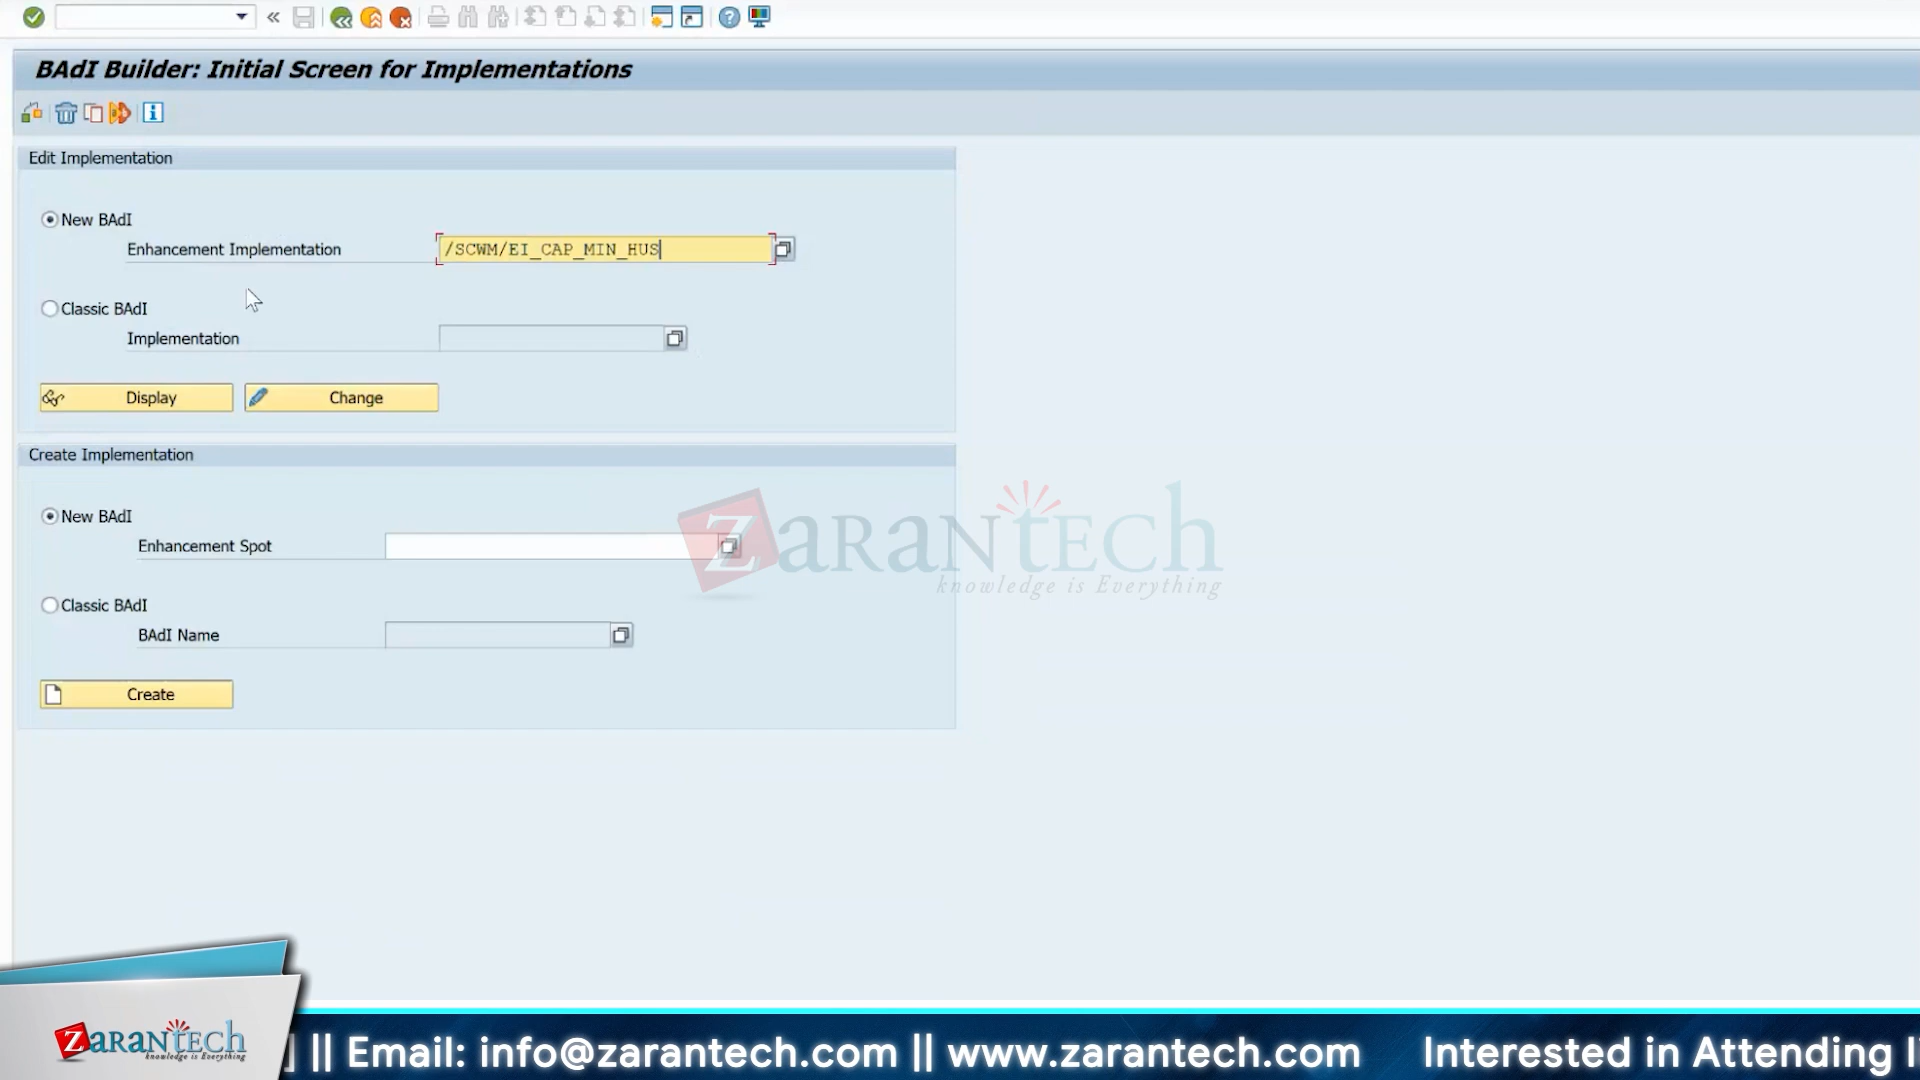 BAdI Builder: Initial Screen for Implementations
Edit Implementation
New BAdI
Enhancement Implementation /SCWM/EI_CAP_MIN_HUS
Classic BAdI
Implementation
Display Change
Create Implementation
New BAdI
Enhancement Spot
Classic BAdI
BAdI Name
Create
ZaranTech
knowledge is Everything
ZaranTech
knowledge is Everything
] || Email: info@zarantech.com || www.zarantech.com Interested in Attending